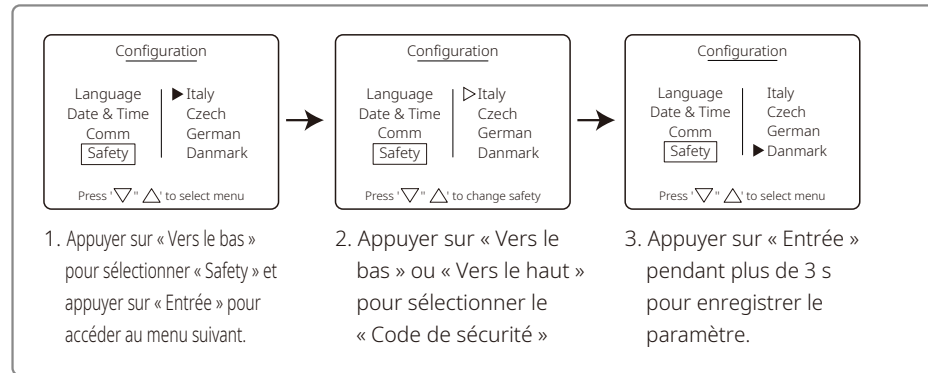 Configuration
Language
Date & Time
Comm
Safety
▶Italy
Czech
German
Danmark
Press '▽" △' to select menu
Configuration
Language
Date & Time
Comm
Safety
▷Italy
Czech
German
Danmark
Press '▽" △' to change safety
Configuration
Language
Date & Time
Comm
Safety
Italy
Czech
German
▶Danmark
Press '▽" △' to select menu
1. Appuyer sur « Vers le bas »
pour sélectionner « Safety » et
appuyer sur « Entrée » pour
accéder au menu suivant.
2. Appuyer sur « Vers le
bas » ou « Vers le haut »
pour sélectionner le
« Code de sécurité »
3. Appuyer sur « Entrée »
pendant plus de 3 s
pour enregistrer le
paramètre.